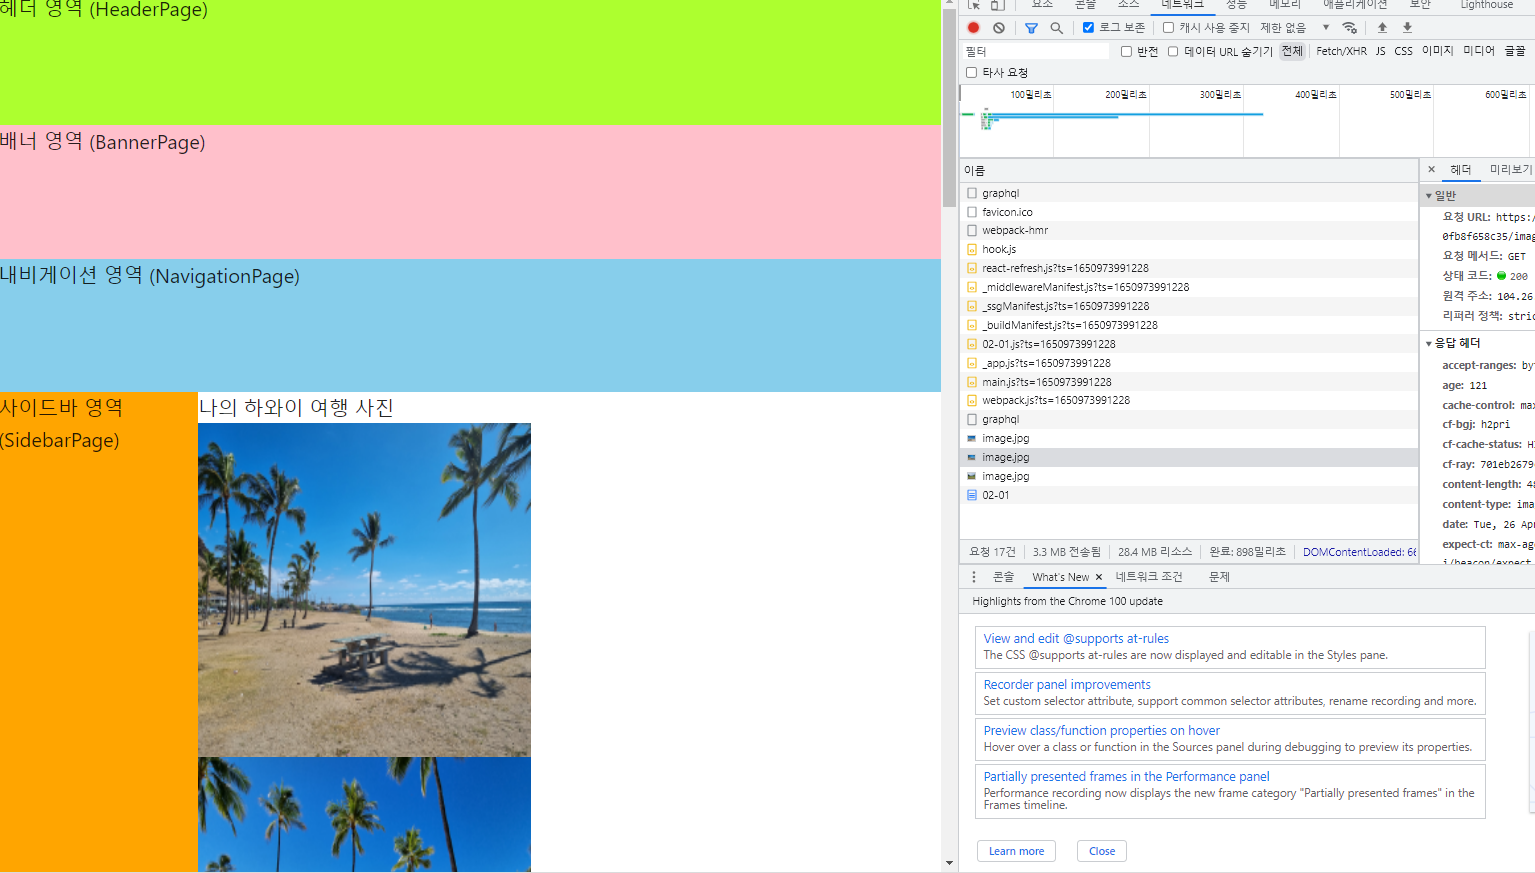 헤더 영역 (HeaderPage)
배너 영역 (BannerPage)
내비게이션 영역 (NavigationPage)
사이드바 영역
(SidebarPage)
나의 하와이 여행 사진
요소 콘솔 소스 네트워크 성능 메모리 애플리케이션 보안 Lighthouse
로그 보존 캐시 사용 중지 제한 없음
필터 반전 데이터 URL 숨기기 전체 Fetch/XHR JS CSS 이미지 미디어 글꼴
타사 요청
100밀리초 200밀리초 300밀리초 400밀리초 500밀리초 600밀리초
이름
graphql
favicon.ico
webpack-hmr
hook.js
react-refresh.js?ts=1650973991228
_middlewareManifest.js?ts=1650973991228
_ssgManifest.js?ts=1650973991228
_buildManifest.js?ts=1650973991228
02-01.js?ts=1650973991228
_app.js?ts=1650973991228
main.js?ts=1650973991228
webpack.js?ts=1650973991228
graphql
image.jpg
image.jpg
image.jpg
02-01
요청 17건 3.3 MB 전송됨 28.4 MB 리소스 완료: 898밀리초 DOMContentLoaded: 66
× 헤더 미리보기
일반
요청 URL: https:/
0fb8f658c35/imag
요청 메서드: GET
상태 코드: 200
원격 주소: 104.26
리퍼러 정책: stric
응답 헤더
accept-ranges: by
age: 121
cache-control: ma
cf-bgj: h2pri
cf-cache-status: H
cf-ray: 701eb2679
content-length: 48
content-type: ima
date: Tue, 26 Apr
expect-ct: max-ag
콘솔 What's New × 네트워크 조건 문제
Highlights from the Chrome 100 update
View and edit @supports at-rules
The CSS @supports at-rules are now displayed and editable in the Styles pane.
Recorder panel improvements
Set custom selector attribute, support common selector attributes, rename recording and more.
Preview class/function properties on hover
Hover over a class or function in the Sources panel during debugging to preview its properties.
Partially presented frames in the Performance panel
Performance recording now displays the new frame category "Partially presented frames" in the
Frames timeline.
Learn more Close